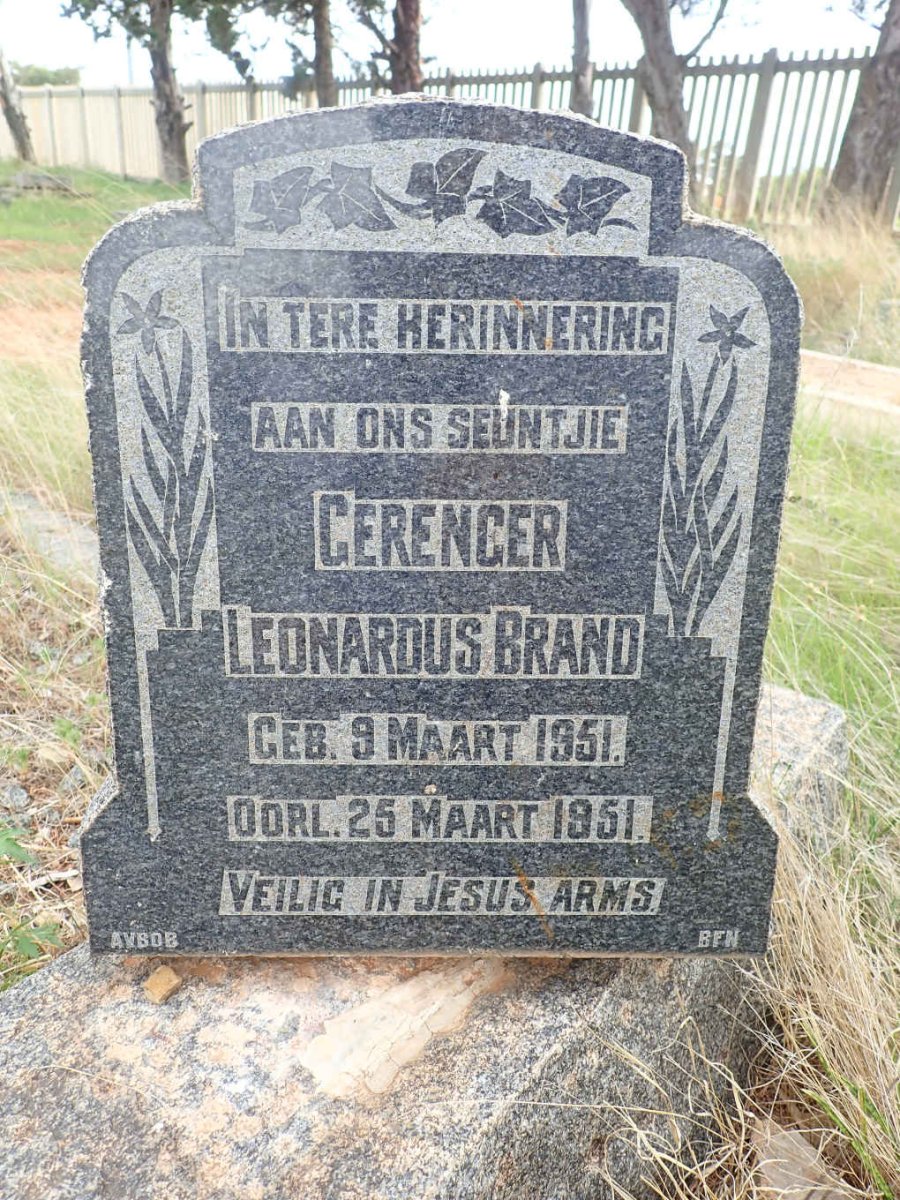 IN TERE HERINNERING
AAN ONS SEUNTJIE
GERENGER
LEONARDUS BRAND
GEB. 9 MAART 1951.
OORL. 25 MAART 1951.
VEILIG IN JESUS ARMS.
AVBOB BFN